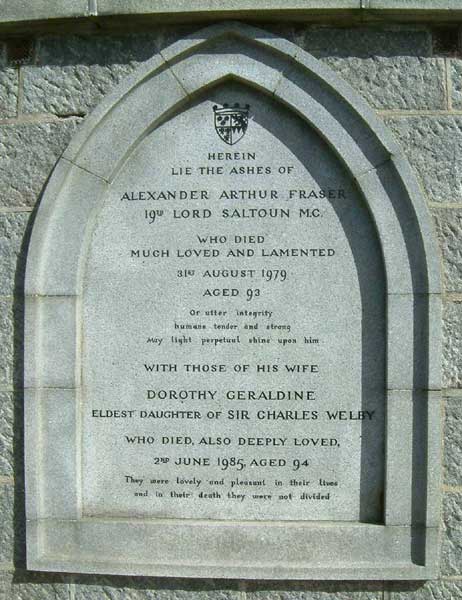 HEREIN
LIE THE ASHES OF
ALEXANDER ARTHUR FRASER
19TH LORD SALTOUN M.C.
WHO DIED
MUCH LOVED AND LAMENTED
31ST AUGUST 1979
AGED 93
Of utter integrity
humane tender and strong
May light perpetual shine upon him
WITH THOSE OF HIS WIFE
DOROTHY GERALDINE
ELDEST DAUGHTER OF SIR CHARLES WELBY
WHO DIED, ALSO DEEPLY LOVED,
2ND JUNE 1985, AGED 94
They were lovely and pleasant in their lives
and in their death they were not divided